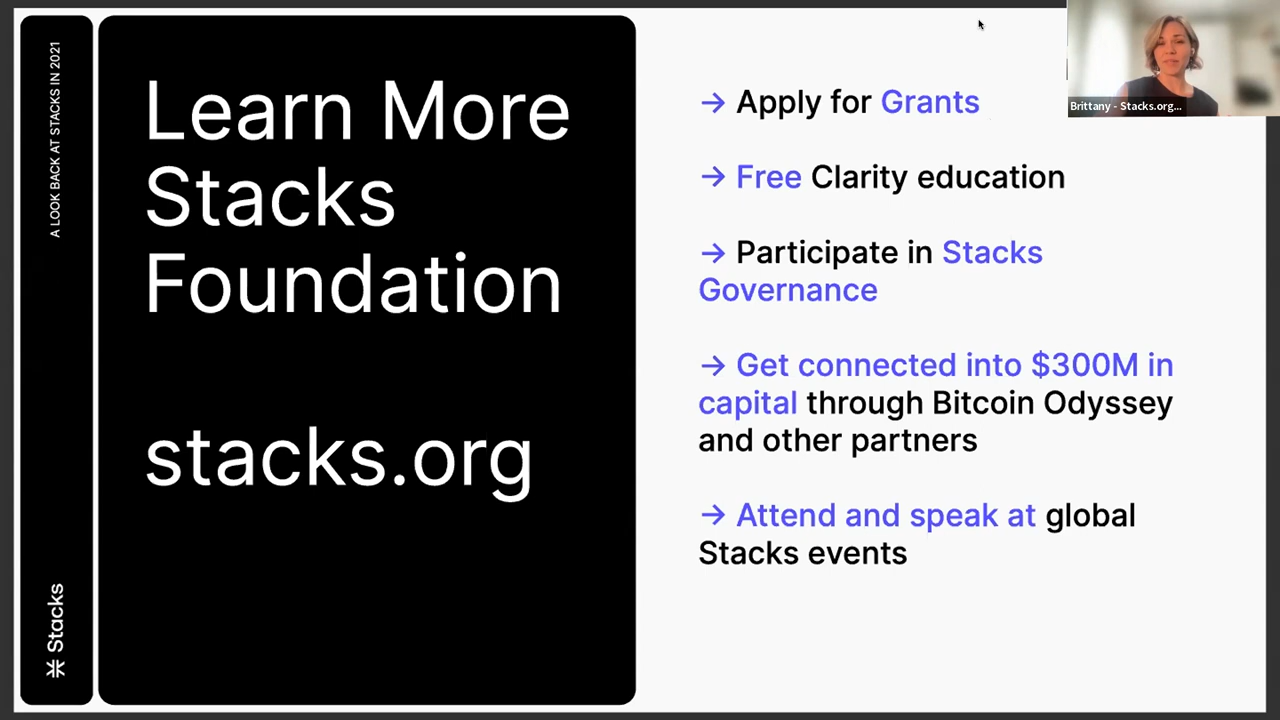 A LOOK BACK AT STACKS IN 2021
Stacks
Learn More
Stacks
Foundation
stacks.org
→ Apply for Grants
→ Free Clarity education
→ Participate in Stacks
Governance
→ Get connected into $300M in
capital through Bitcoin Odyssey
and other partners
→ Attend and speak at global
Stacks events
Brittany - Stacks.org...